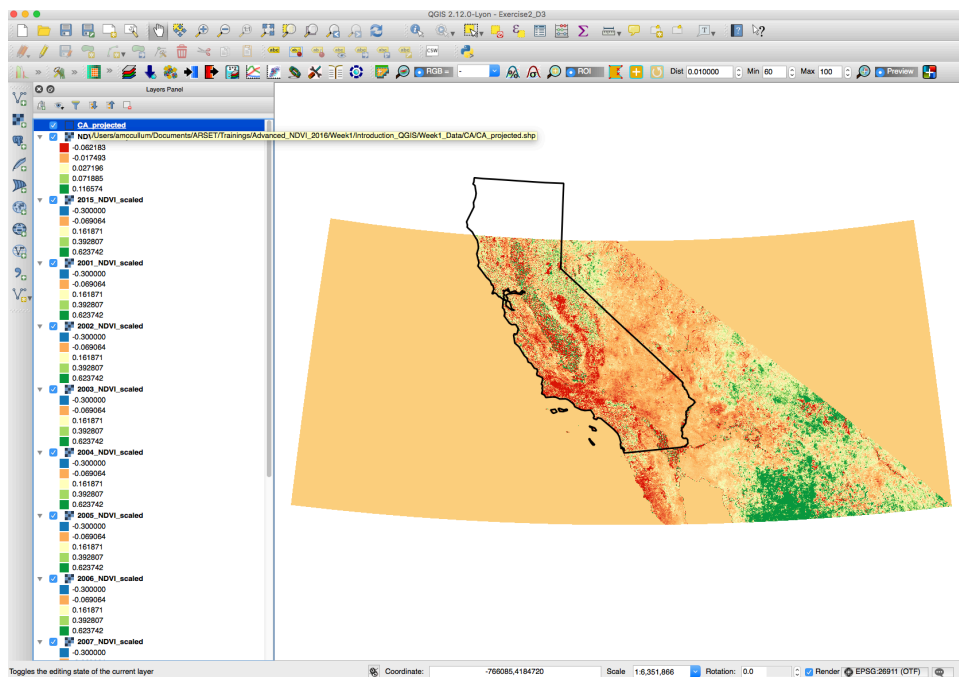 QGIS 2.12.0-Lyon - Exercise2_D3
CSW
RGB = -
ROI
Dist 0.010000
Min 60
Max 100
Preview
Layers Panel
CA_projected
NDV
/Users/amccullum/Documents/ARSET/Trainings/Advanced_NDVI_2016/Week1/Introduction_QGIS/Week1_Data/CA/CA_projected.shp
-0.062183
-0.017493
0.027196
0.071885
0.116574
2015_NDVI_scaled
-0.300000
-0.069064
0.161871
0.392807
0.623742
2001_NDVI_scaled
-0.300000
-0.069064
0.161871
0.392807
0.623742
2002_NDVI_scaled
-0.300000
-0.069064
0.161871
0.392807
0.623742
2003_NDVI_scaled
-0.300000
-0.069064
0.161871
0.392807
0.623742
2004_NDVI_scaled
-0.300000
-0.069064
0.161871
0.392807
0.623742
2005_NDVI_scaled
-0.300000
-0.069064
0.161871
0.392807
0.623742
2006_NDVI_scaled
-0.300000
-0.069064
0.161871
0.392807
0.623742
2007_NDVI_scaled
-0.300000
Toggles the editing state of the current layer
Coordinate: -766085,4184720
Scale 1:6,351,866
Rotation: 0.0
Render
EPSG:26911 (OTF)